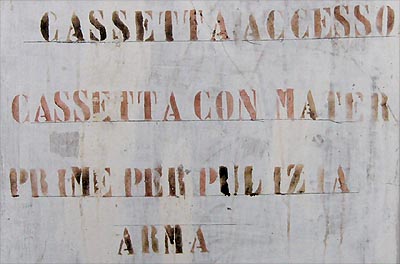 CASSETTA ACCESSO
CASSETTA CON MATER
PRIME PER PULIZIA
ARMA